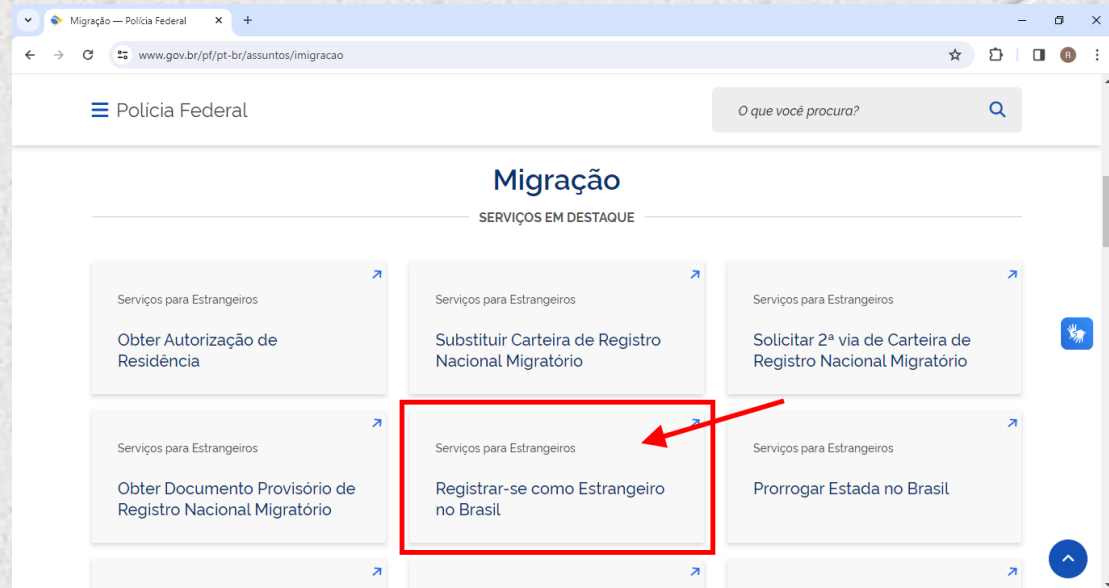 Migração — Polícia Federal
www.gov.br/pf/pt-br/assuntos/imigracao
R
Polícia Federal
O que você procura?
Migração
SERVIÇOS EM DESTAQUE
Serviços para Estrangeiros
Obter Autorização de
Residência
Serviços para Estrangeiros
Substituir Carteira de Registro
Nacional Migratório
Serviços para Estrangeiros
Solicitar 2ª via de Carteira de
Registro Nacional Migratório
Serviços para Estrangeiros
Obter Documento Provisório de
Registro Nacional Migratório
Serviços para Estrangeiros
Registrar-se como Estrangeiro
no Brasil
Serviços para Estrangeiros
Prorrogar Estada no Brasil